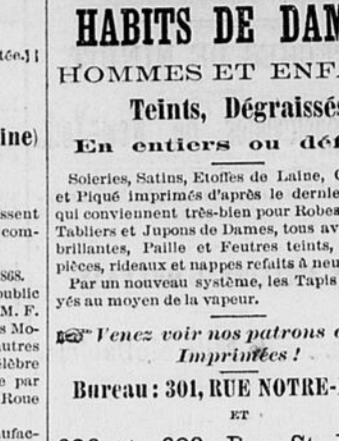 tée.]
ine)
ssent
com-
868.
public
M. F.
s Mo-
autres
lèbre
e par
Roue
ufac-
HABITS DE DAM
HOMMES ET ENFA
Teints, Dégraissés
En entiers ou déf
Soieries, Satins, Etoffes de Laine, C
et Piqué imprimés d'après le dernie
qui conviennent très-bien pour Robes
Tabliers et Jupons de Dames, tous av
brillantes, Paille et Feutres teints,
pièces, rideaux et nappes refaits à neu
Par un nouveau système, les Tapis
yés au moyen de la vapeur.
☞ Venez voir nos patrons d
Imprimées !
Bureau : 301, RUE NOTRE-
ET